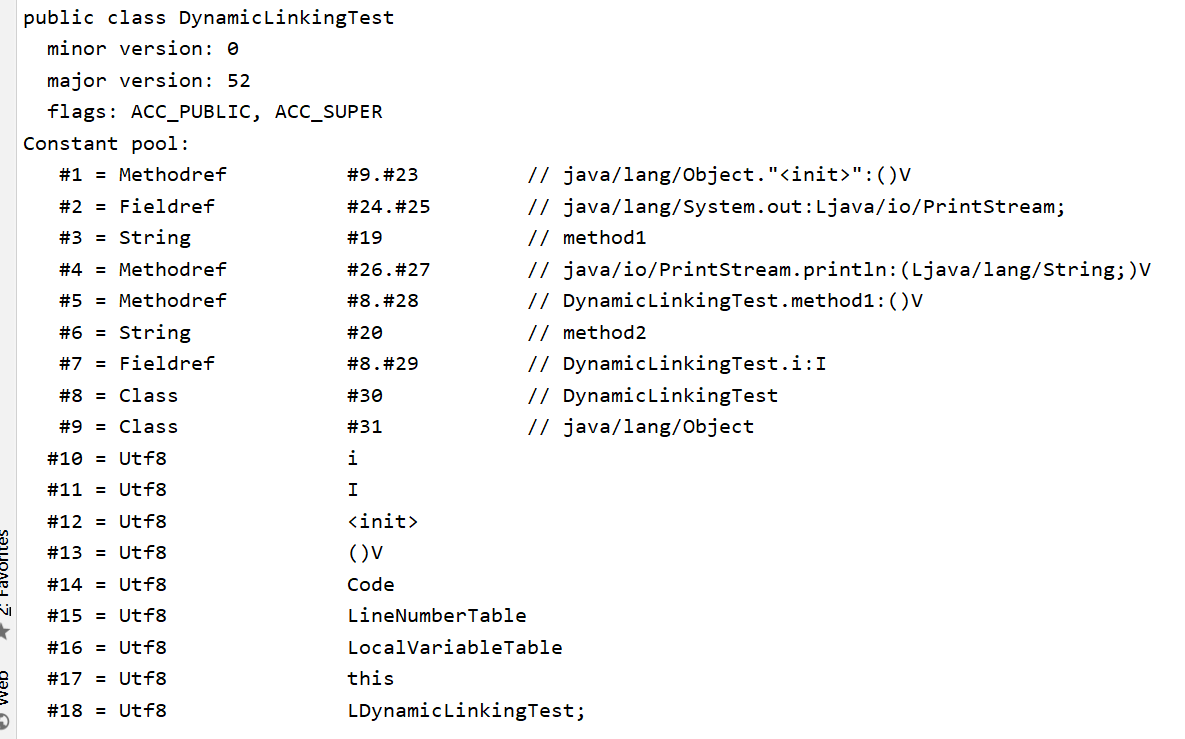 public class DynamicLinkingTest
minor version: 0
major version: 52
flags: ACC_PUBLIC, ACC_SUPER
Constant pool:
#1 = Methodref #9.#23 // java/lang/Object."<init>":()V
#2 = Fieldref #24.#25 // java/lang/System.out:Ljava/io/PrintStream;
#3 = String #19 // method1
#4 = Methodref #26.#27 // java/io/PrintStream.println:(Ljava/lang/String;)V
#5 = Methodref #8.#28 // DynamicLinkingTest.method1:()V
#6 = String #20 // method2
#7 = Fieldref #8.#29 // DynamicLinkingTest.i:I
#8 = Class #30 // DynamicLinkingTest
#9 = Class #31 // java/lang/Object
#10 = Utf8 i
#11 = Utf8 I
#12 = Utf8 <init>
#13 = Utf8 ()V
#14 = Utf8 Code
#15 = Utf8 LineNumberTable
#16 = Utf8 LocalVariableTable
#17 = Utf8 this
#18 = Utf8 LDynamicLinkingTest;
2: Favorites
Web